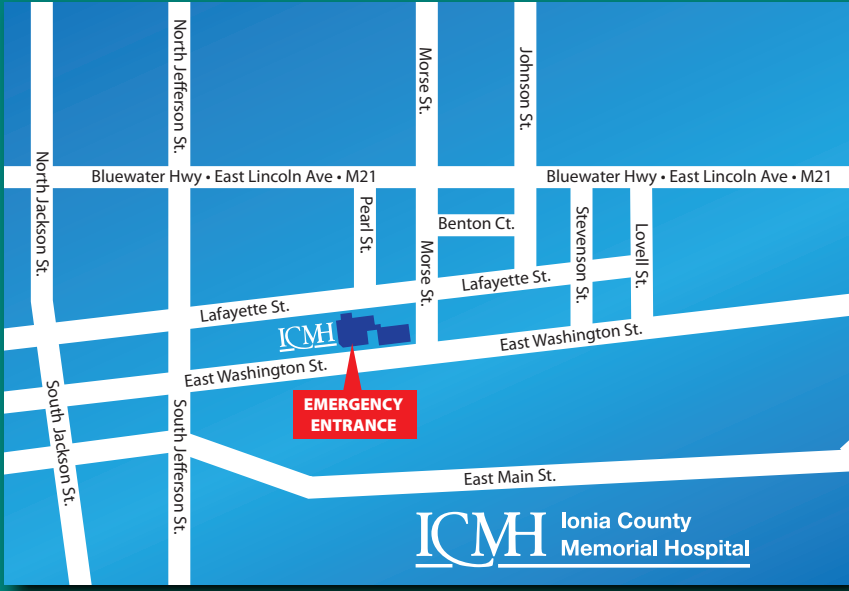 North Jefferson St.
Morse St.
Johnson St.
North Jackson St.
Bluewater Hwy • East Lincoln Ave • M21
Bluewater Hwy • East Lincoln Ave • M21
Pearl St.
Benton Ct.
Stevenson St.
Lovell St.
Morse St.
Lafayette St.
Lafayette St.
ICMH
East Washington St.
East Washington St.
EMERGENCY
ENTRANCE
South Jackson St.
South Jefferson St.
East Main St.
ICMH
Ionia County
Memorial Hospital